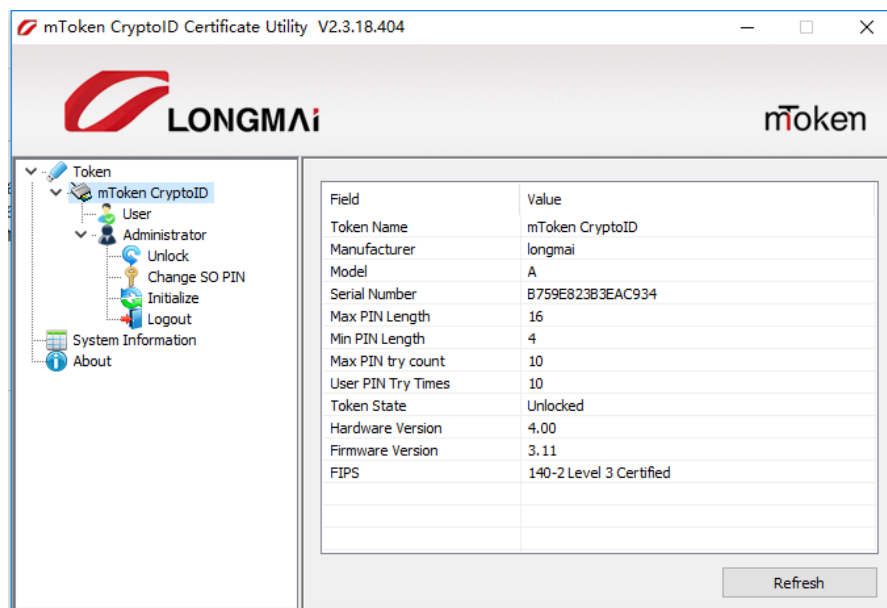 mToken CryptoID Certificate Utility V2.3.18.404
LONGMAi
mToken
Token
mToken CryptoID
User
Administrator
Unlock
Change SO PIN
Initialize
Logout
System Information
About
Field Value
Token Name mToken CryptoID
Manufacturer longmai
Model A
Serial Number B759E823B3EAC934
Max PIN Length 16
Min PIN Length 4
Max PIN try count 10
User PIN Try Times 10
Token State Unlocked
Hardware Version 4.00
Firmware Version 3.11
FIPS 140-2 Level 3 Certified
Refresh